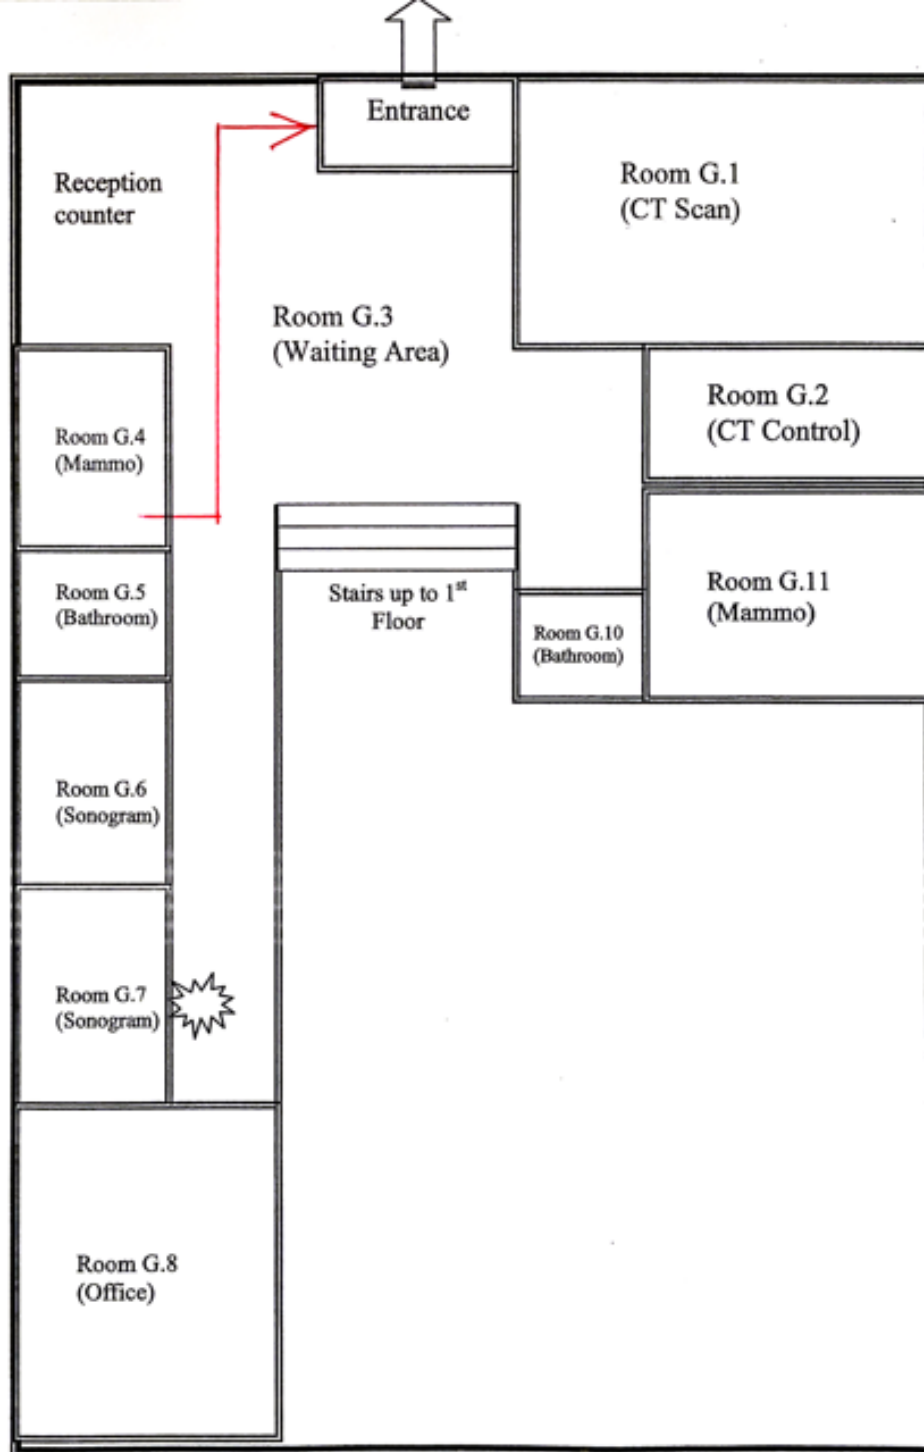 Entrance
Room G.1
(CT Scan)
Reception
counter
Room G.3
(Waiting Area)
Room G.2
(CT Control)
Room G.4
(Mammo)
Stairs up to 1st
Floor
Room G.5
(Bathroom)
Room G.10
(Bathroom)
Room G.11
(Mammo)
Room G.6
(Sonogram)
Room G.7
(Sonogram)
Room G.8
(Office)